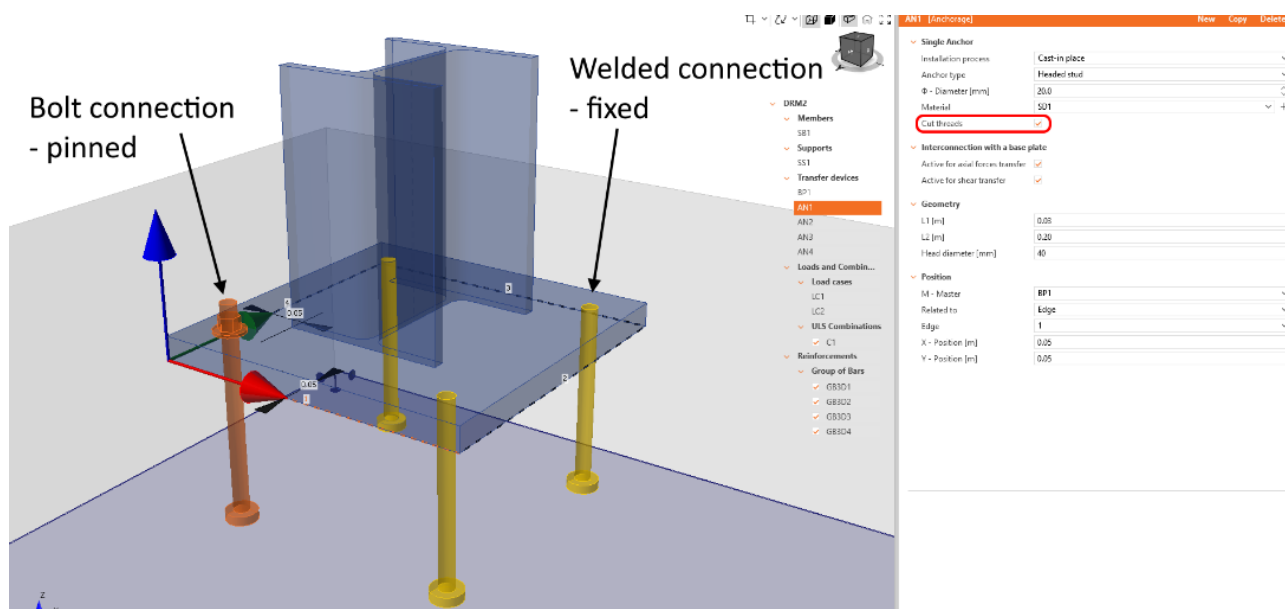 Bolt connection
- pinned
Welded connection
- fixed
4
0.05
3
0.05
1
2
z
DRM2
Members
SB1
Supports
SS1
Transfer devices
BP1
AN1
AN2
AN3
AN4
Loads and Combin...
Load cases
LC1
LC2
ULS Combinations
C1
Reinforcements
Group of Bars
GB3D1
GB3D2
GB3D3
GB3D4
AN1 [Anchorage] New Copy Delete
Single Anchor
Installation process Cast-in place
Anchor type Headed stud
Φ - Diameter [mm] 20.0
Material SD1
Cut threads
Interconnection with a base plate
Active for axial forces transfer
Active for shear transfer
Geometry
L1 [m] 0.03
L2 [m] 0.20
Head diameter [mm] 40
Position
M - Master BP1
Related to Edge
Edge 1
X - Position [m] 0.05
Y - Position [m] 0.05